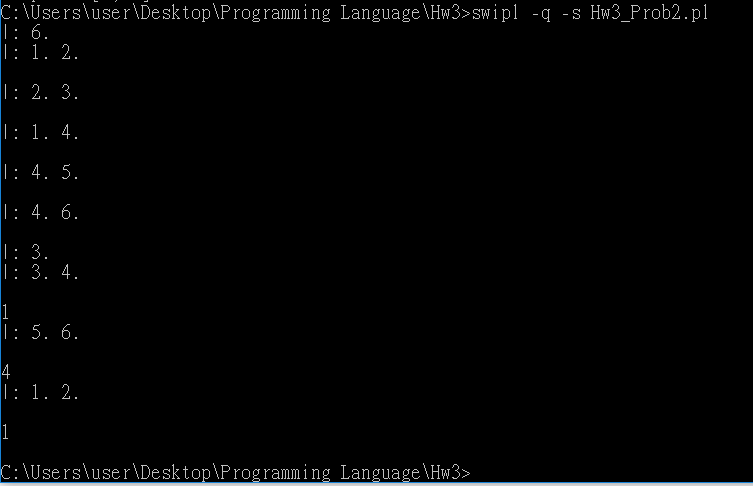 C:\Users\user\Desktop\Programming Language\Hw3>swipl -q -s Hw3_Prob2.pl
|: 6.
|: 1. 2.
|: 2. 3.
|: 1. 4.
|: 4. 5.
|: 4. 6.
|: 3.
|: 3. 4.
1
|: 5. 6.
4
|: 1. 2.
1
C:\Users\user\Desktop\Programming Language\Hw3>